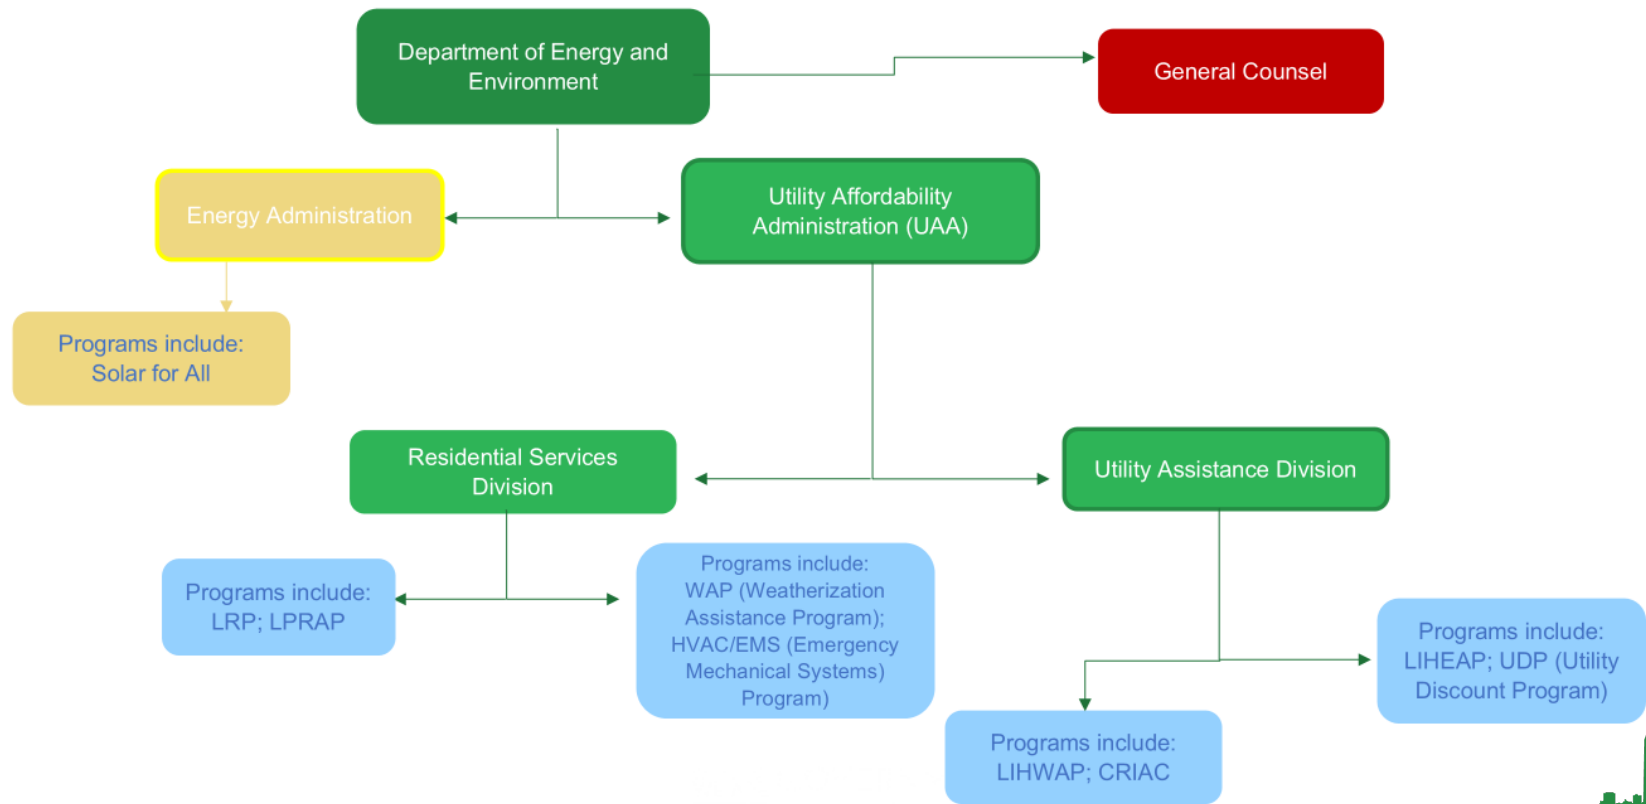 Department of Energy and
Environment
General Counsel
Energy Administration
Utility Affordability
Administration (UAA)
Programs include:
Solar for All
Residential Services
Division
Utility Assistance Division
Programs include:
LRP; LPRAP
Programs include:
WAP (Weatherization
Assistance Program);
HVAC/EMS (Emergency
Mechanical Systems)
Program)
Programs include:
LIHEAP; UDP (Utility
Discount Program)
Programs include:
LIHWAP; CRIAC